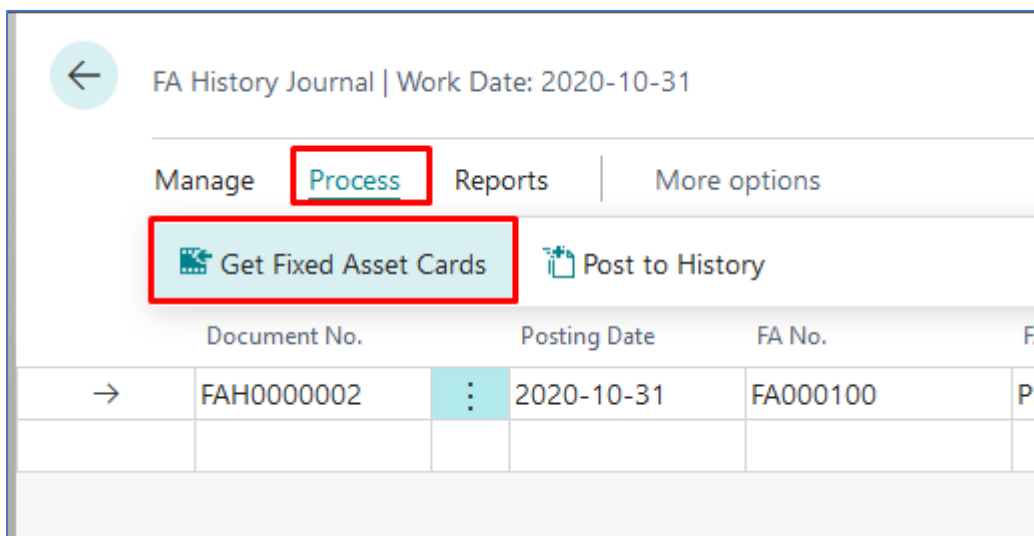 FA History Journal | Work Date: 2020-10-31
Manage Process Reports | More options
Get Fixed Asset Cards Post to History
Document No. Posting Date FA No.
FAH0000002 2020-10-31 FA000100 P